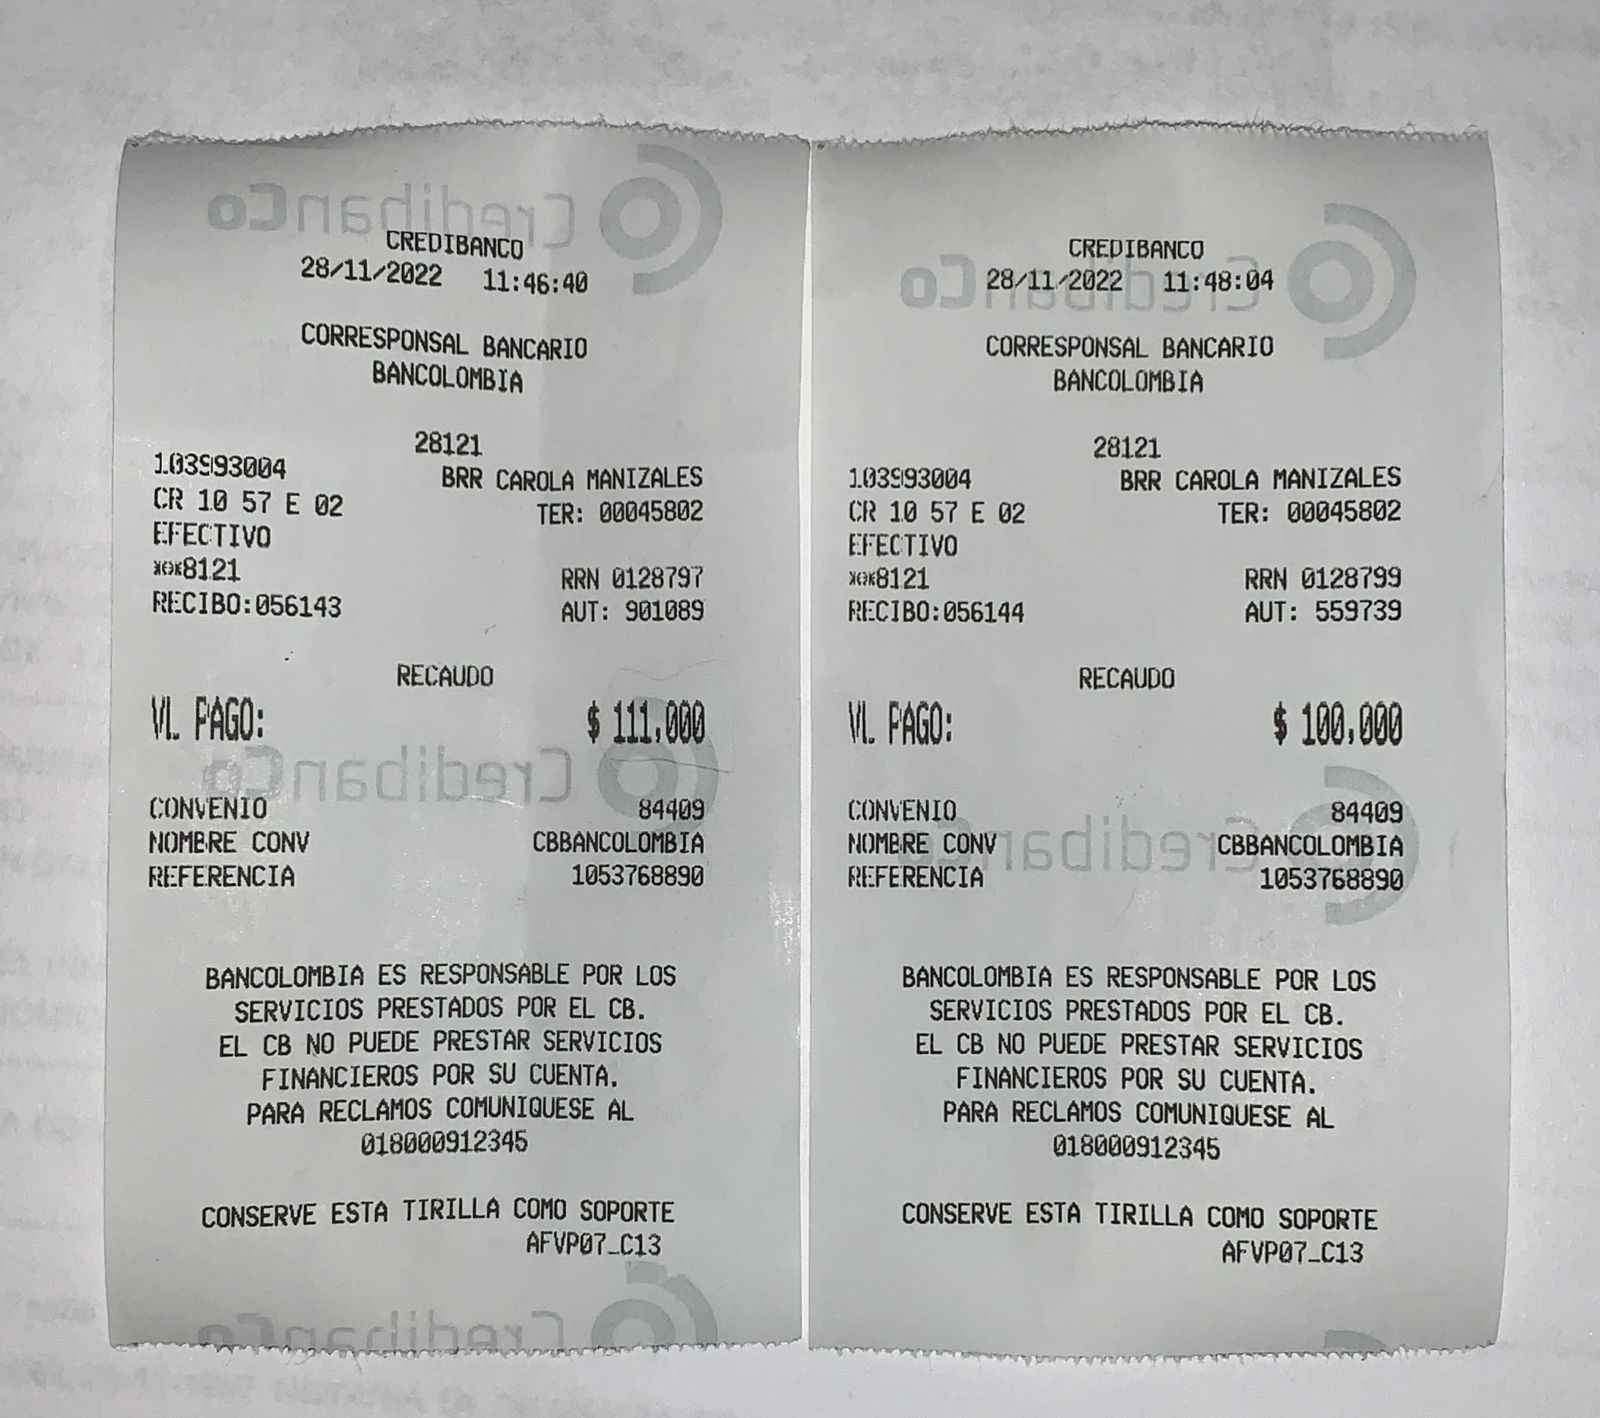 CREDIBANCO
28/11/2022 11:46:40
CORRESPONSAL BANCARIO
BANCOLOMBIA
28121
103993004 BRR CAROLA MANIZALES
CR 10 57 E 02 TER: 00045802
EFECTIVO
***8121 RRN 0128797
RECIBO:056143 AUT: 901089
RECAUDO
VL. PAGO: $ 111,000
CONVENIO 84409
NOMBRE CONV CBBANCOLOMBIA
REFERENCIA 1053768890
BANCOLOMBIA ES RESPONSABLE POR LOS
SERVICIOS PRESTADOS POR EL CB.
EL CB NO PUEDE PRESTAR SERVICIOS
FINANCIEROS POR SU CUENTA.
PARA RECLAMOS COMUNIQUESE AL
018000912345
CONSERVE ESTA TIRILLA COMO SOPORTE
AFVP07_C13
CredibanCo
CredibanCo
CredibanCo
CREDIBANCO
28/11/2022 11:48:04
CORRESPONSAL BANCARIO
BANCOLOMBIA
28121
103993004 BRR CAROLA MANIZALES
CR 10 57 E 02 TER: 00045802
EFECTIVO
***8121 RRN 0128799
RECIBO:056144 AUT: 559739
RECAUDO
VL. PAGO: $ 100,000
CONVENIO 84409
NOMBRE CONV CBBANCOLOMBIA
REFERENCIA 1053768890
BANCOLOMBIA ES RESPONSABLE POR LOS
SERVICIOS PRESTADOS POR EL CB.
EL CB NO PUEDE PRESTAR SERVICIOS
FINANCIEROS POR SU CUENTA.
PARA RECLAMOS COMUNIQUESE AL
018000912345
CONSERVE ESTA TIRILLA COMO SOPORTE
AFVP07_C13
CredibanCo
CredibanCo